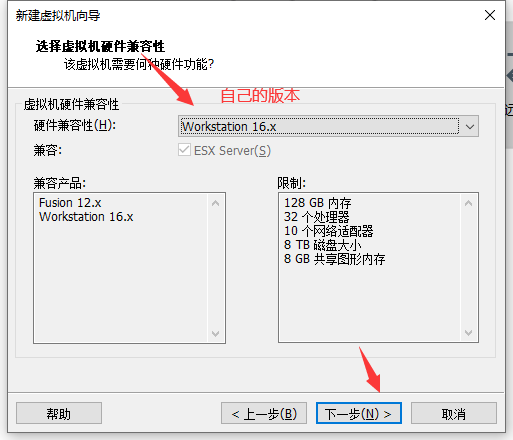 新建虚拟机向导
选择虚拟机硬件兼容性
该虚拟机需要何种硬件功能?
虚拟机硬件兼容性
自己的版本
硬件兼容性(H):
Workstation 16.x
兼容:
ESX Server(S)
兼容产品:
Fusion 12.x
Workstation 16.x
限制:
128 GB 内存
32 个处理器
10 个网络适配器
8 TB 磁盘大小
8 GB 共享图形内存
帮助
< 上一步(B)
下一步(N) >
取消